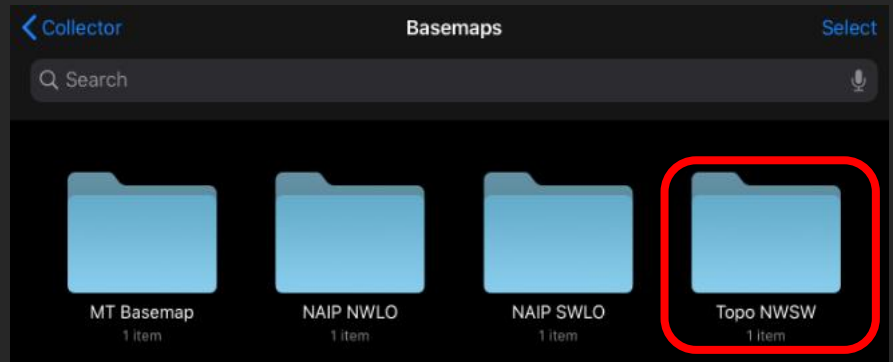 Collector
Basemaps
Select
Search
MT Basemap
1 item
NAIP NWLO
1 item
NAIP SWLO
1 item
Topo NWSW
1 item